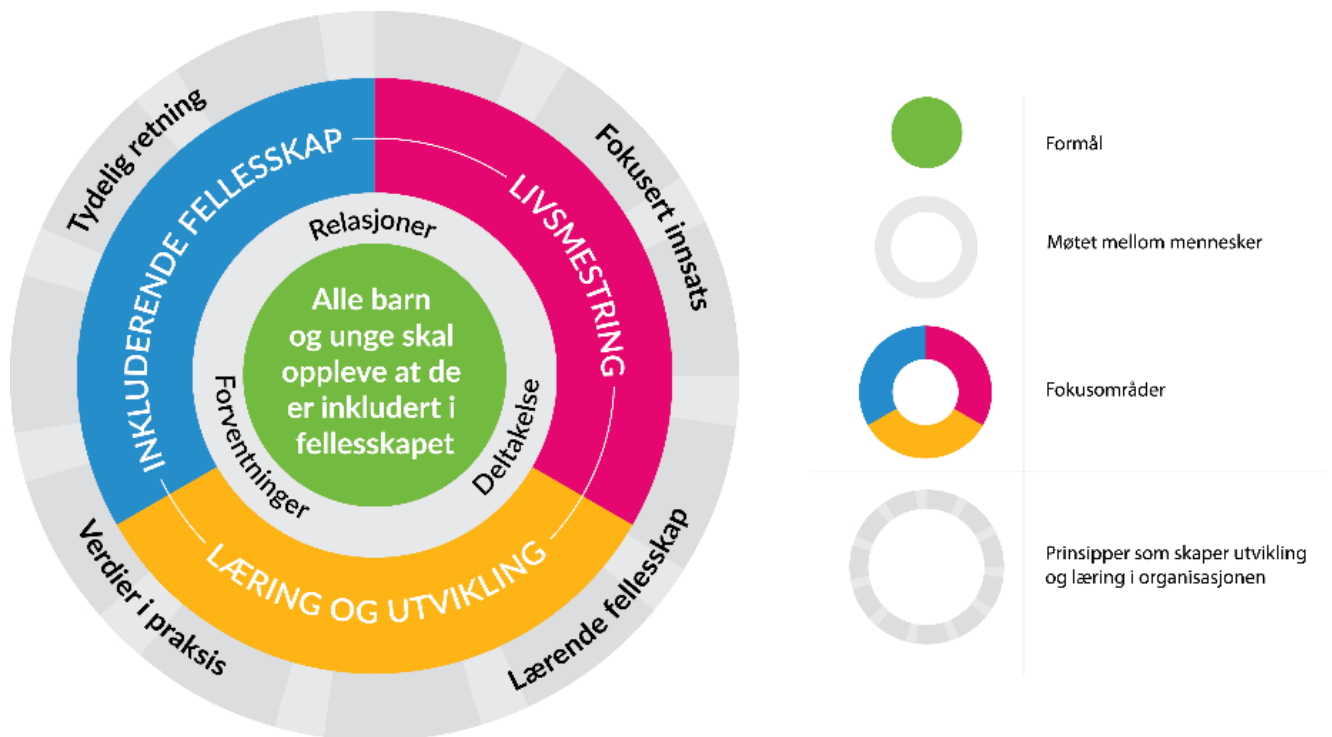 Tydelig retning
Fokusert innsats
INKLUDERENDE FELLESSKAP
LIVSMESTRING
Relasjoner
Alle barn
og unge skal
oppleve at de
er inkludert i
fellesskapet
Forventninger
Deltakelse
LÆRING OG UTVIKLING
Verdier i praksis
Lærende fellesskap
Formål
Møtet mellom mennesker
Fokusområder
Prinsipper som skaper utvikling
og læring i organisasjonen